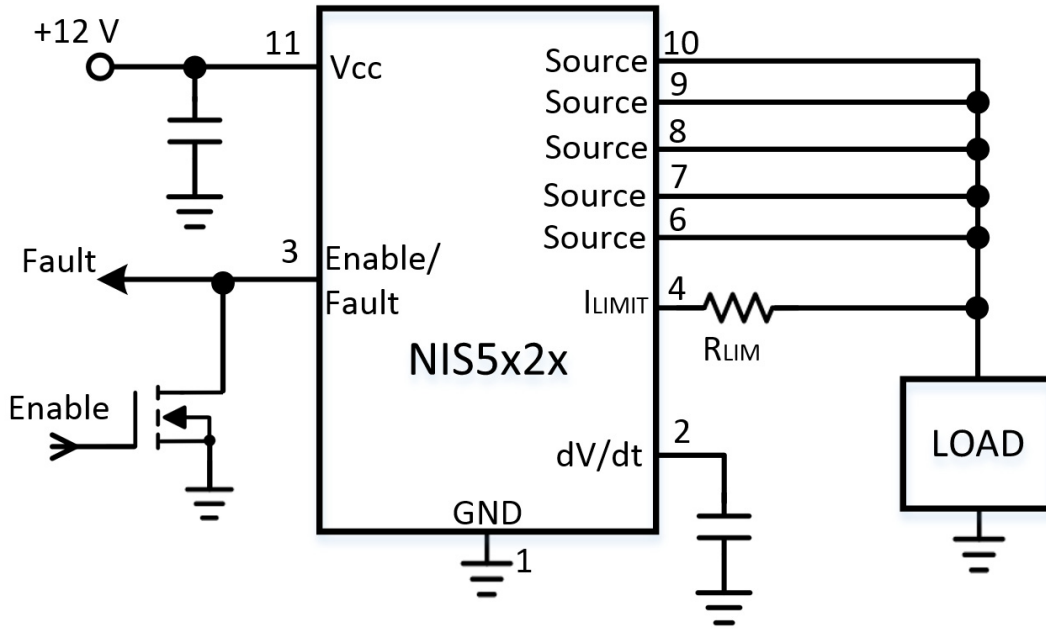 +12 V
11
Vcc
Source
10
Source
9
Source
8
Source
7
Source
6
Fault
3
Enable/
Fault
ILIMIT
4
RLIM
NIS5x2x
Enable
dV/dt
2
LOAD
GND
1